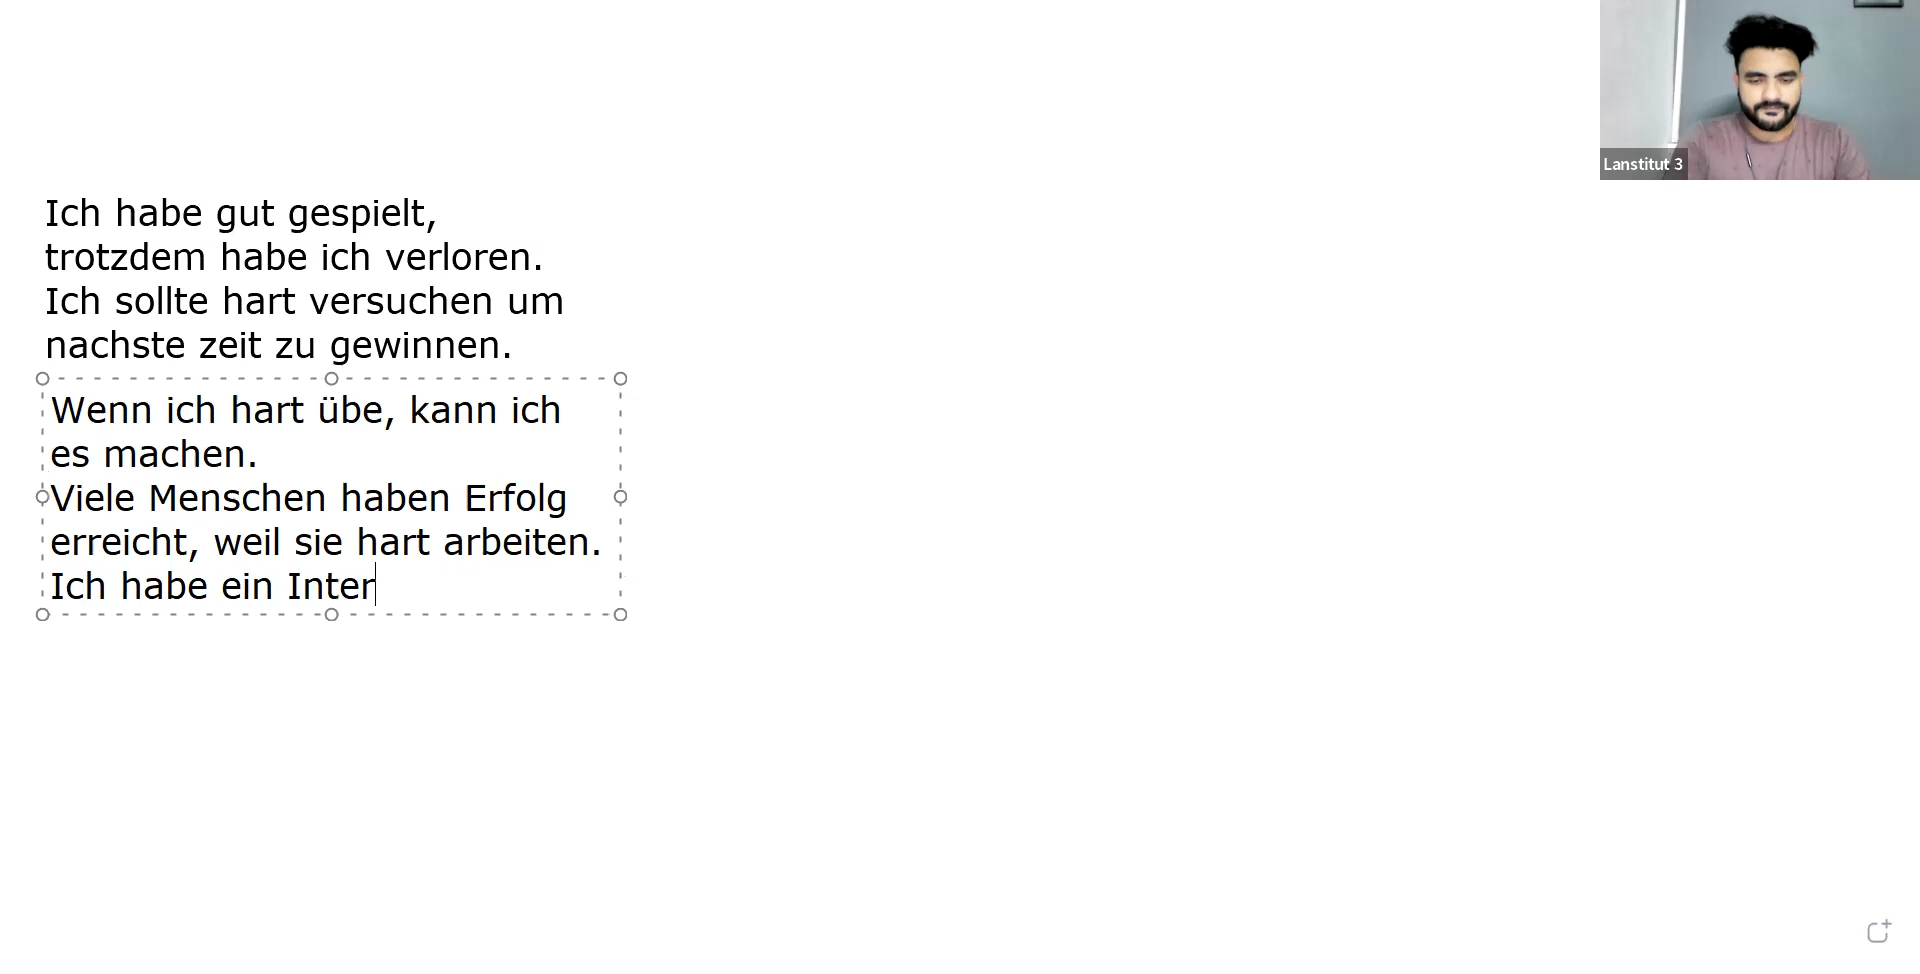 Lanstitut 3
Ich habe gut gespielt,
trotzdem habe ich verloren.
Ich sollte hart versuchen um
nachste zeit zu gewinnen.
Wenn ich hart übe, kann ich
es machen.
Viele Menschen haben Erfolg
erreicht, weil sie hart arbeiten.
Ich habe ein Inter